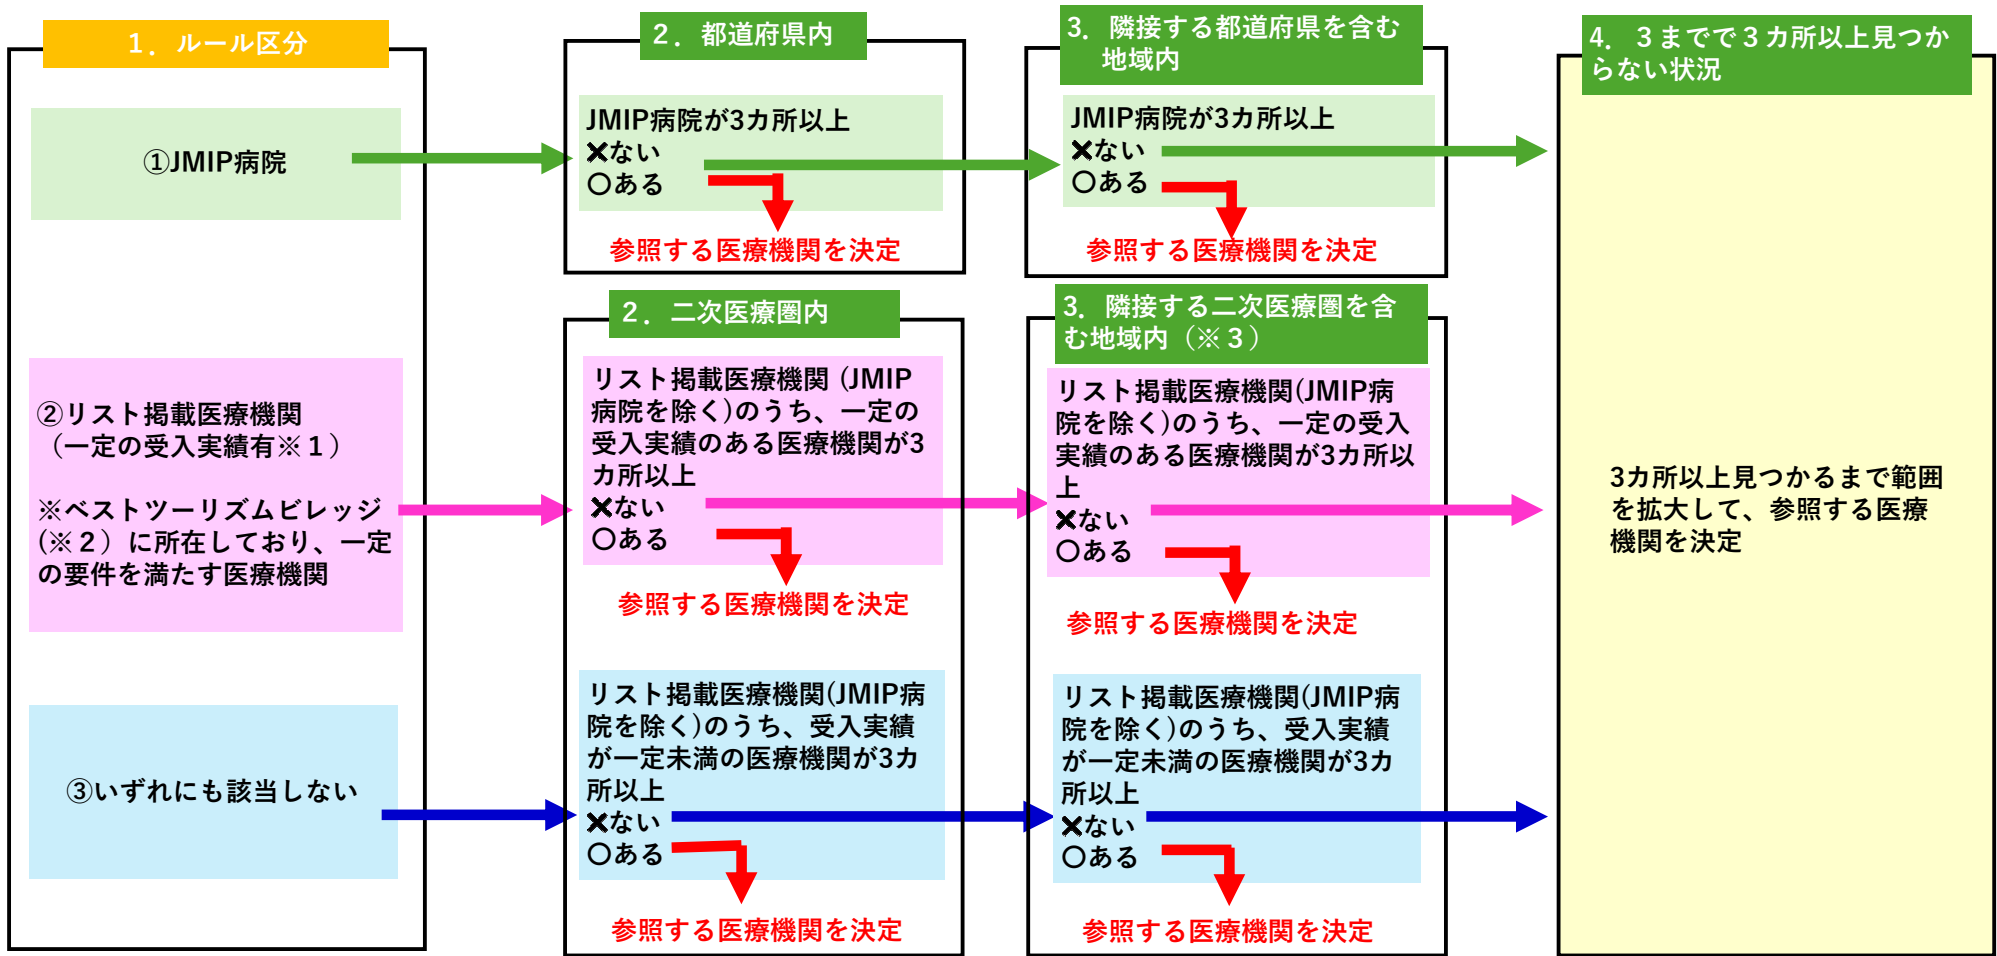 １．ルール区分
①JMIP病院
②リスト掲載医療機関
（一定の受入実績有※１）
※ベストツーリズムビレッジ
(※２）に所在しており、一定
の要件を満たす医療機関
③いずれにも該当しない
２．都道府県内
JMIP病院が3カ所以上
✖ない
〇ある
参照する医療機関を決定
３．隣接する都道府県を含む
地域内
JMIP病院が3カ所以上
✖ない
〇ある
参照する医療機関を決定
２．二次医療圏内
リスト掲載医療機関 (JMIP
病院を除く)のうち、一定の
受入実績のある医療機関が3
カ所以上
✖ない
〇ある
参照する医療機関を決定
リスト掲載医療機関(JMIP病
院を除く)のうち、受入実績
が一定未満の医療機関が3カ
所以上
✖ない
〇ある
参照する医療機関を決定
３．隣接する二次医療圏を含
む地域内（※３）
リスト掲載医療機関(JMIP病
院を除く)のうち、一定の受入
実績のある医療機関が3カ所以
上
✖ない
〇ある
参照する医療機関を決定
リスト掲載医療機関(JMIP病
院を除く)のうち、受入実績
が一定未満の医療機関が3カ
所以上
✖ない
〇ある
参照する医療機関を決定
４．３までで３カ所以上見つか
らない状況
3カ所以上見つかるまで範囲
を拡大して、参照する医療
機関を決定